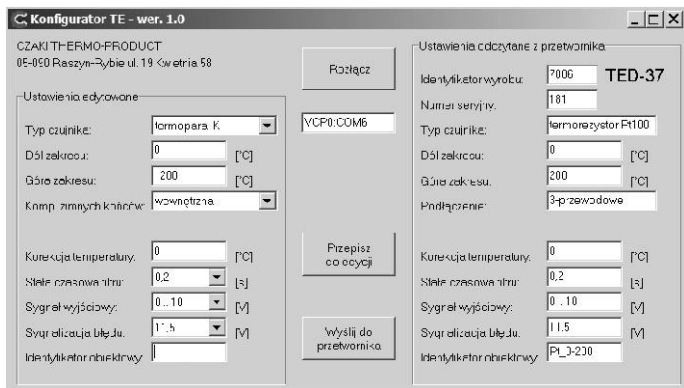 Konfigurator TE - wer. 1.0
CZAKI THERMO-PRODUCT
05-090 Raszyn-Rybie ul. 19 Kwietnia 58
Ustawienia edytowane
Typ czujnika: termopara K
Dół zakresu: 0 [°C]
Góra zakresu: 200 [°C]
Komp. zimnych końców: wewnętrzna
Korekcja temperatury: 0 [°C]
Stała czasowa filtru: 0,2 [s]
Sygnał wyjściowy: 0..10 [V]
Sygnalizacja błędu: 11.5 [V]
Identyfikator obiektowy:
Rozłącz
VCP0:COM6
Przepisz
do edycji
Wyślij do
przetwornika
Ustawienia odczytane z przetwornika
Identyfikator wyrobu: 7006 TED-37
Numer seryjny: 181
Typ czujnika: termorezystor Pt100
Dół zakresu: 0 [°C]
Góra zakresu: 200 [°C]
Podłączenie: 3-przewodowe
Korekcja temperatury: 0 [°C]
Stała czasowa filtru: 0,2 [s]
Sygnał wyjściowy: 0..10 [V]
Sygnalizacja błędu: 11.5 [V]
Identyfikator obiektowy: Pt_0-200